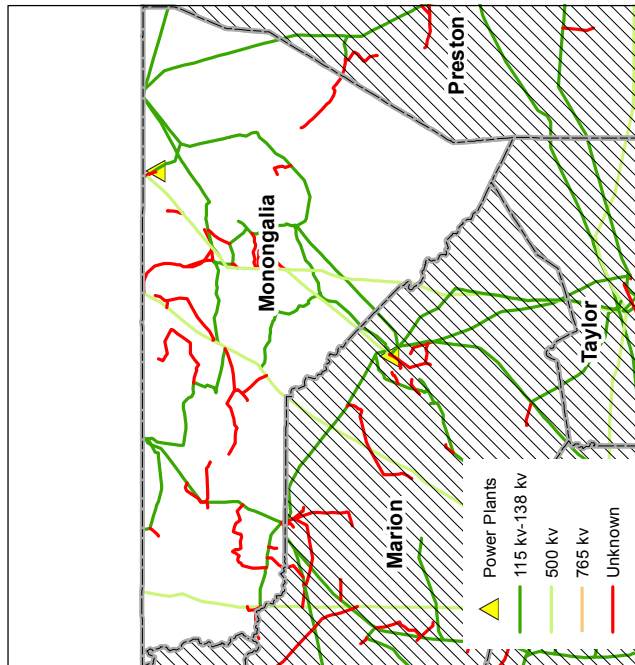 Preston
Monongalia
Taylor
Marion
Power Plants
115 kv-138 kv
500 kv
765 kv
Unknown